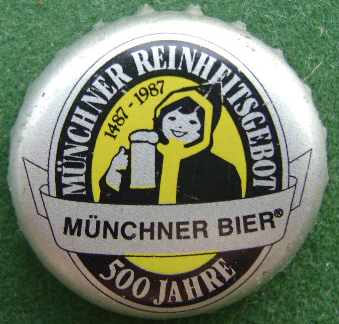 MÜNCHNER REINHEITSGEBOT
1487-1987
MÜNCHNER BIER®
500 JAHRE